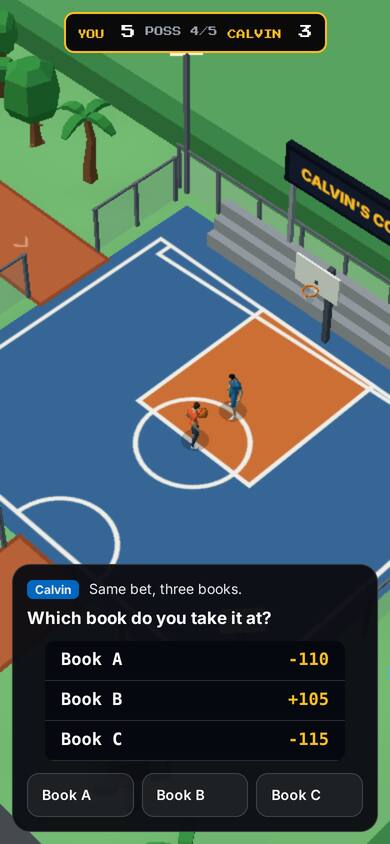 YOU 5 POSS 4/5 CALVIN 3
CALVIN'S CO
Calvin Same bet, three books.
Which book do you take it at?
Book A -110
Book B +105
Book C -115
Book A Book B Book C